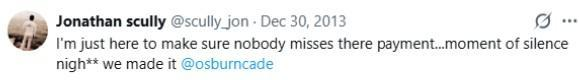 Jonathan scully @scully_jon · Dec 30, 2013
I'm just here to make sure nobody misses there payment...moment of silence
nigh** we made it @osburncade